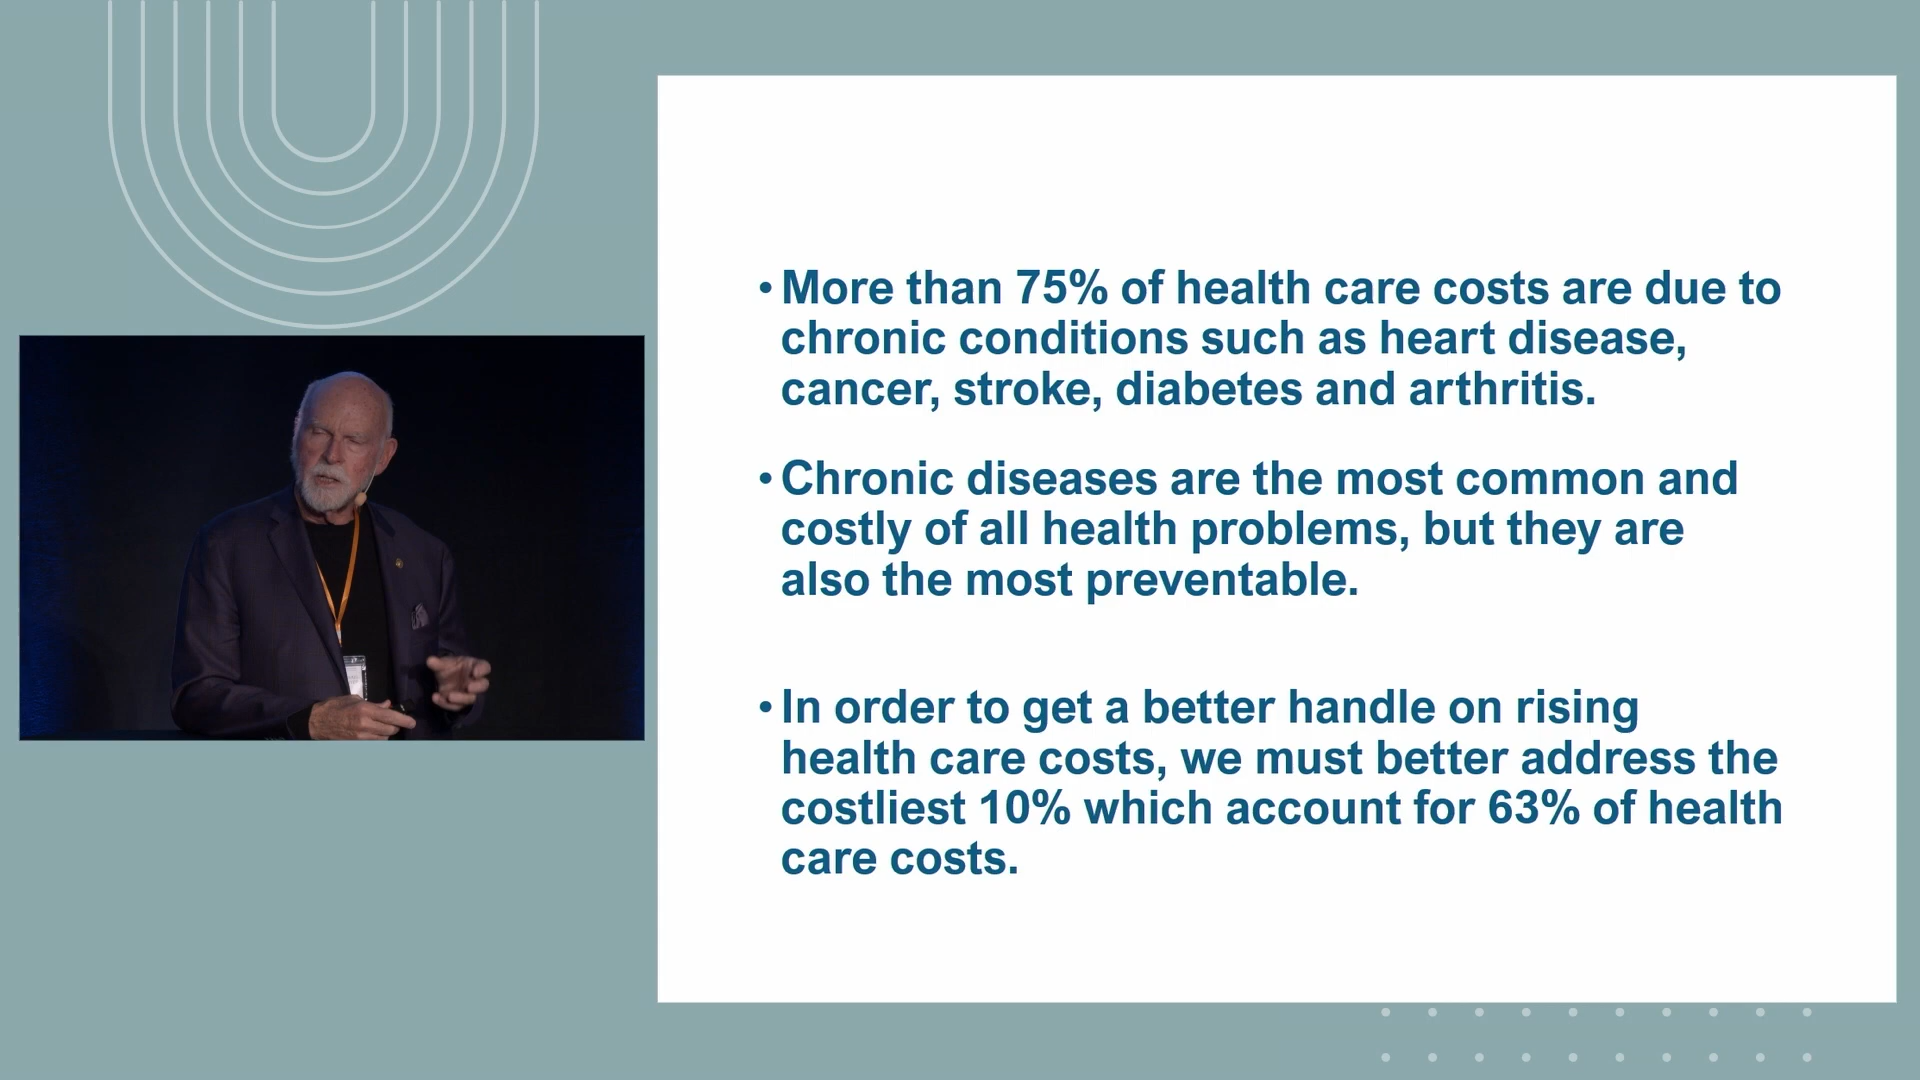 • More than 75% of health care costs are due to
chronic conditions such as heart disease,
cancer, stroke, diabetes and arthritis.
• Chronic diseases are the most common and
costly of all health problems, but they are
also the most preventable.
• In order to get a better handle on rising
health care costs, we must better address the
costliest 10% which account for 63% of health
care costs.